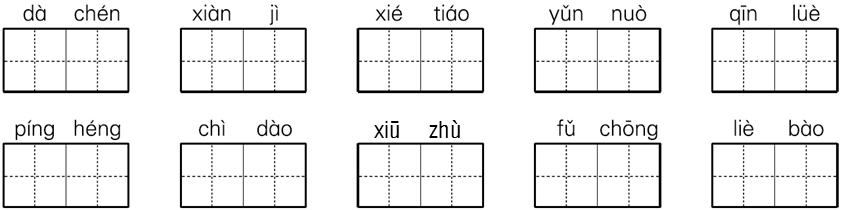 dà chén xiàn jì xié tiáo yǔn nuò qīn lüè
píng héng chì dào xiū zhù fǔ chōng liè bào